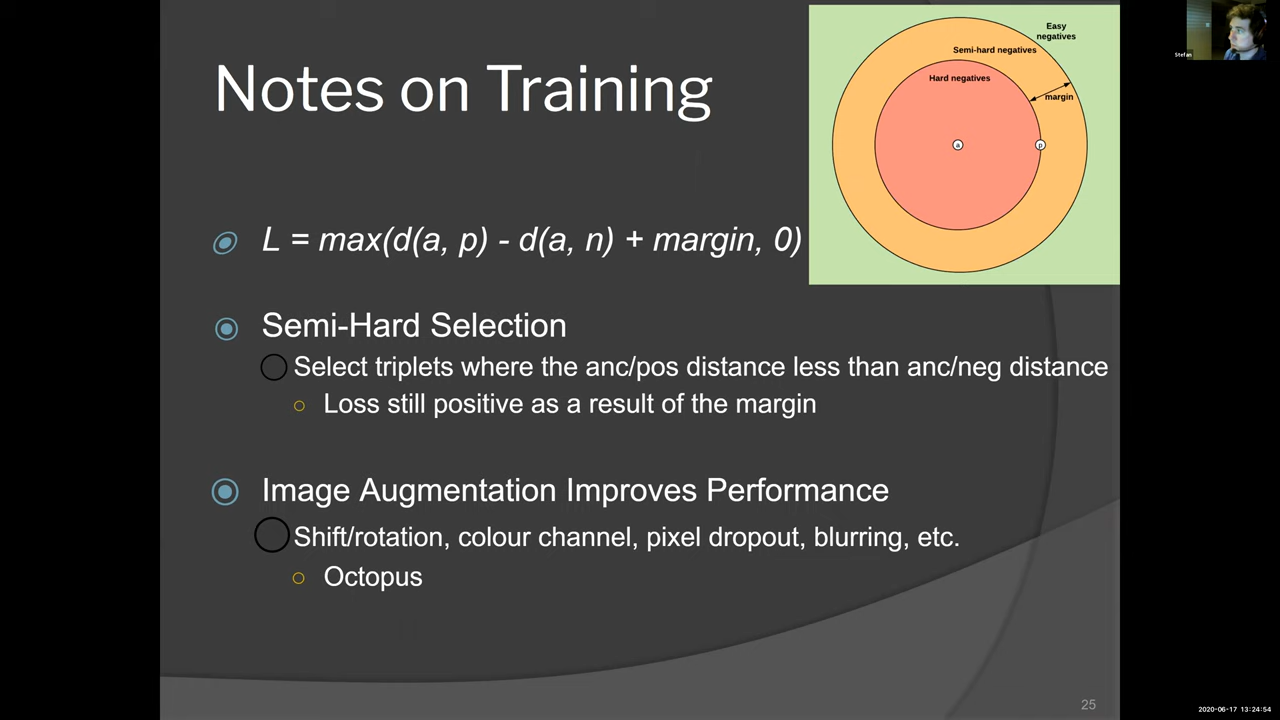 Notes on Training
Easy
negatives
Semi-hard negatives
Hard negatives
margin
a
p
Stefan
L = max(d(a, p) - d(a, n) + margin, 0)
Semi-Hard Selection
Select triplets where the anc/pos distance less than anc/neg distance
Loss still positive as a result of the margin
Image Augmentation Improves Performance
Shift/rotation, colour channel, pixel dropout, blurring, etc.
Octopus
25
2020-06-17 13:24:54